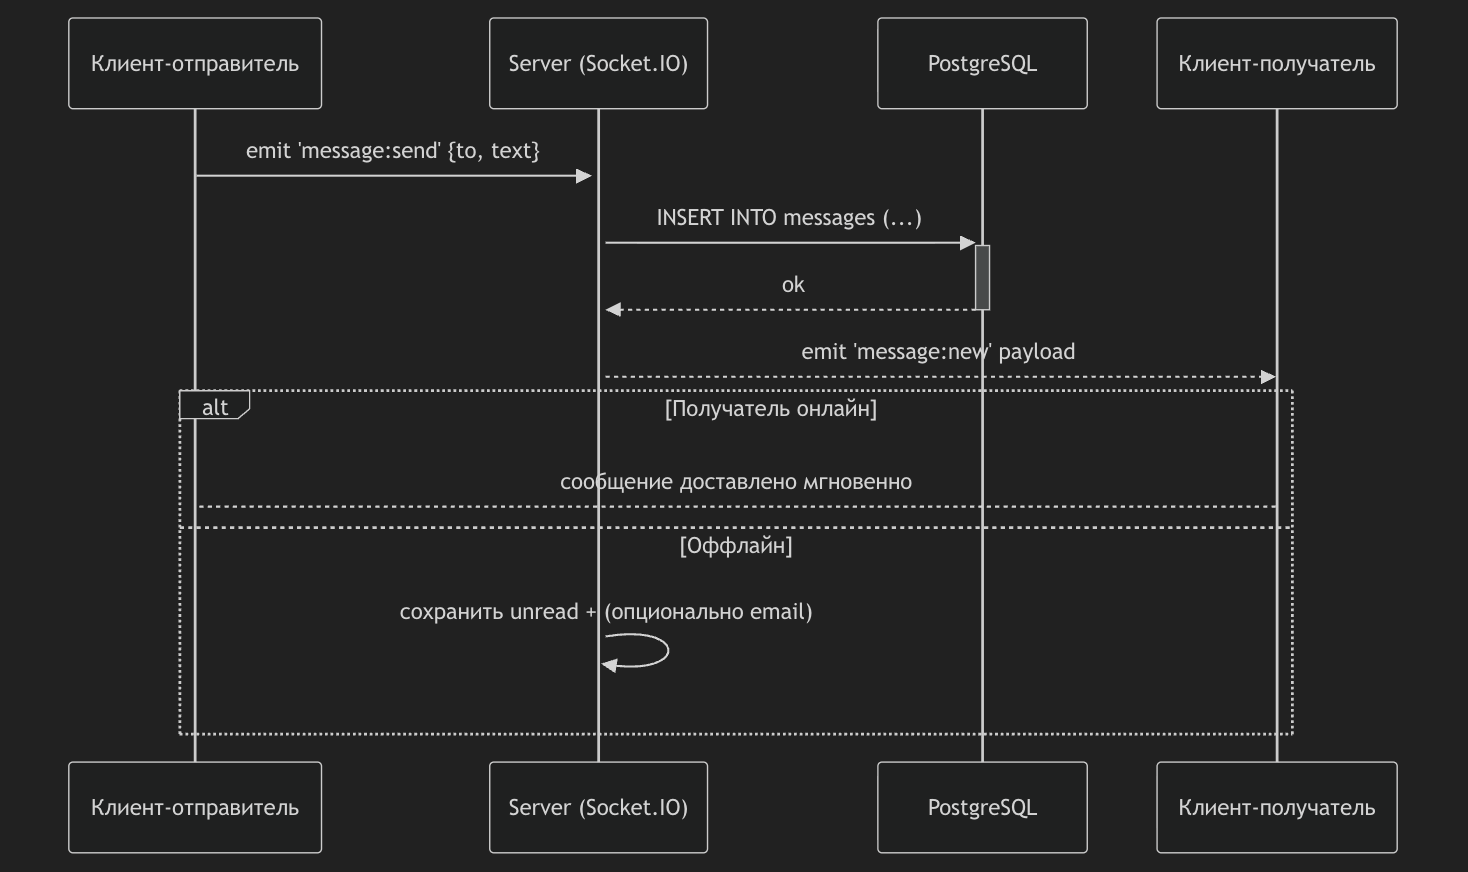 Клиент-отправитель
Server (Socket.IO)
PostgreSQL
Клиент-получатель
emit 'message:send' {to, text}
INSERT INTO messages (...)
ok
emit 'message:new' payload
alt
[Получатель онлайн]
сообщение доставлено мгновенно
[Оффлайн]
сохранить unread + (опционально email)
Клиент-отправитель
Server (Socket.IO)
PostgreSQL
Клиент-получатель